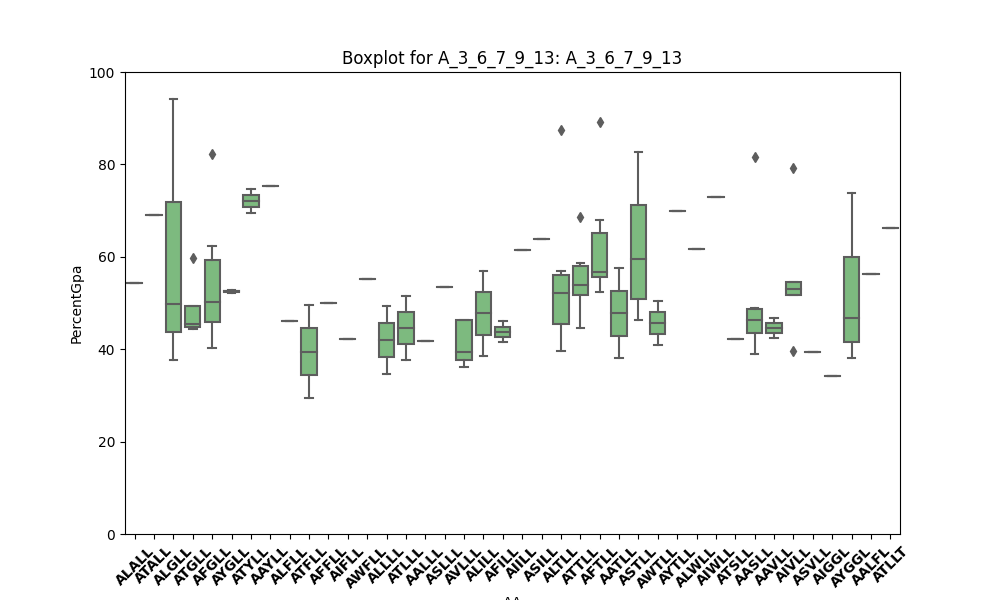 Boxplot for A_3_6_7_9_13: A_3_6_7_9_13
100
80
60
40
20
0
PercentGpa
ALALL
ATALL
ALGLL
ATGLL
AFGLL
AYGLL
ATYLL
AAYLL
ALFLL
ATFLL
AFFLL
AIFLL
AWFLL
ALLLL
ATLLL
AALLL
ASLLL
AVLLL
ALILL
AFILL
AIILL
ASILL
ALTLL
ATTLL
AFTLL
AATLL
ASTLL
AWTLL
AYTLL
ALWLL
AIWLL
ATSLL
AASLL
AAVLL
AIVLL
ASVLL
AIGGL
AYGGL
AALFL
ATLLT